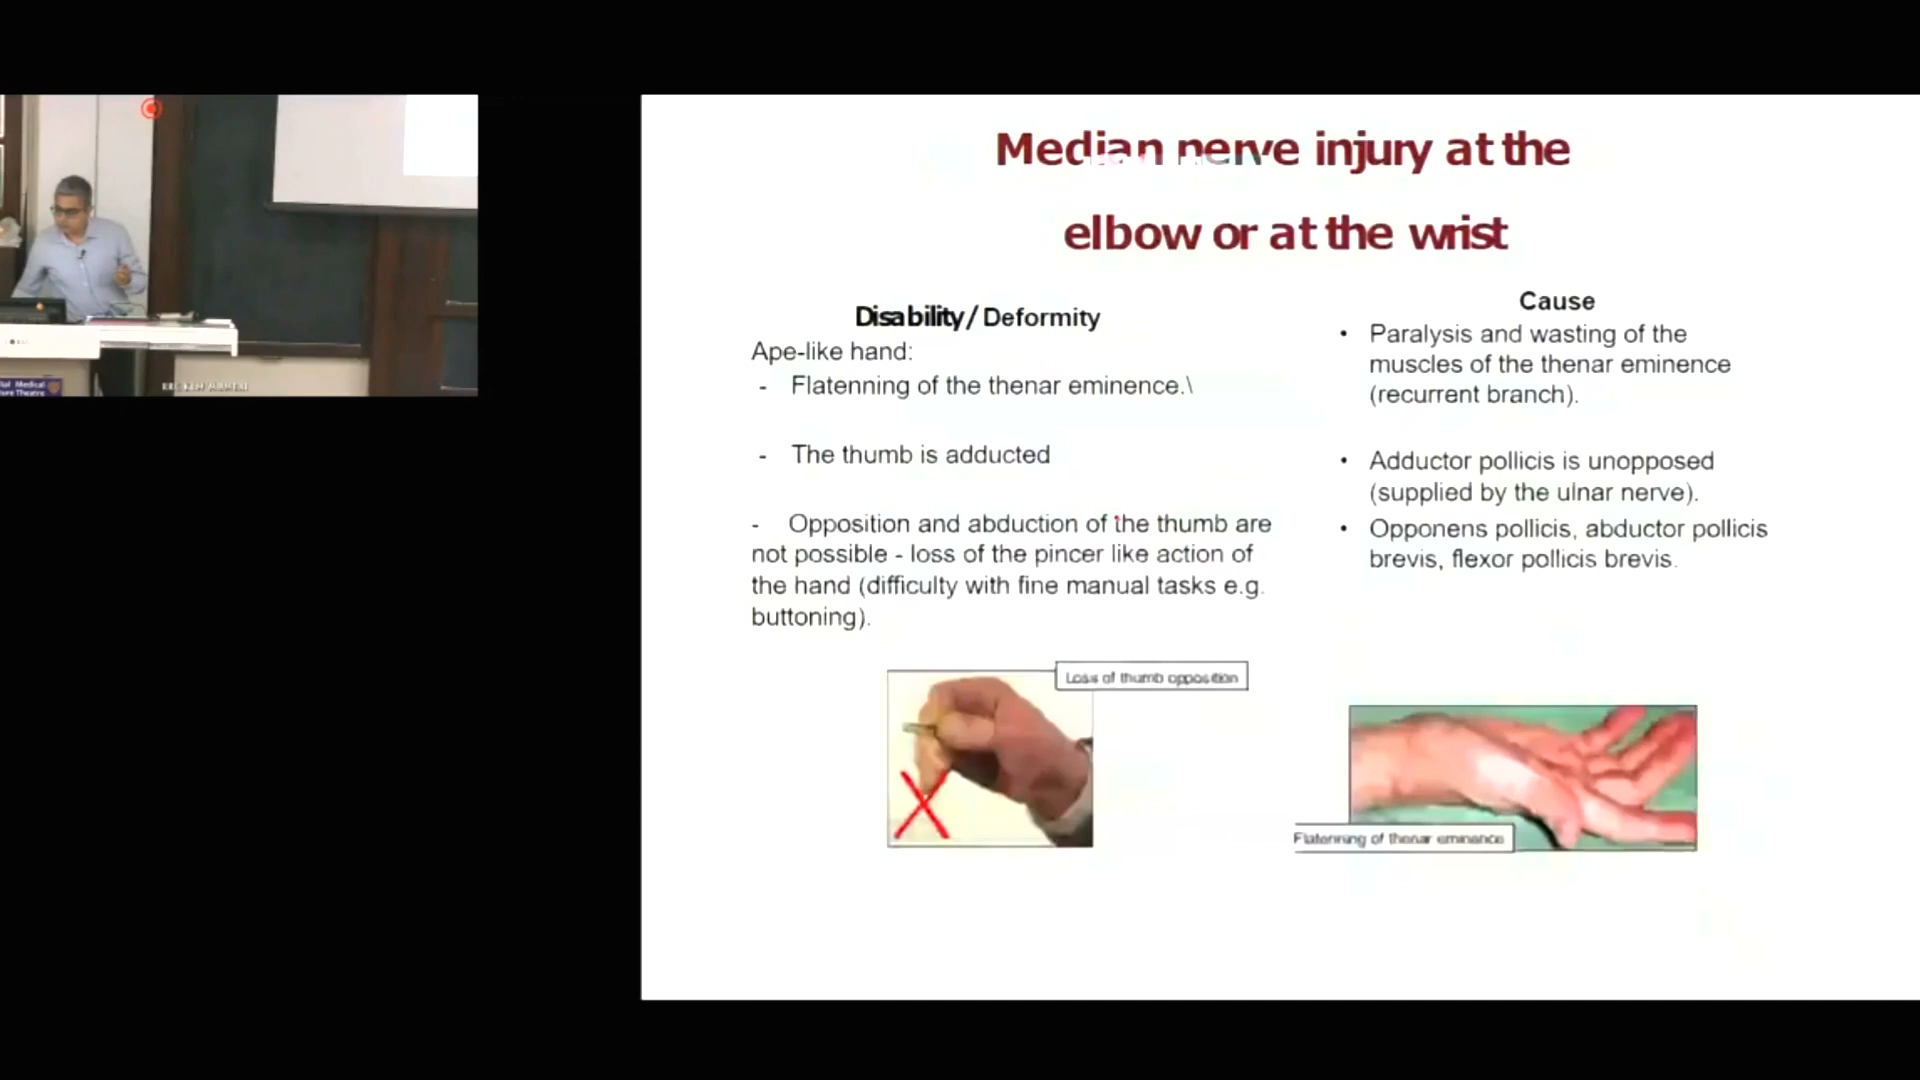 Median nerve injury at the
elbow or at the wrist
Disability / Deformity
Ape-like hand:
- Flatenning of the thenar eminence.\
- The thumb is adducted
- Opposition and abduction of the thumb are
not possible - loss of the pincer like action of
the hand (difficulty with fine manual tasks e.g.
buttoning).
Cause
• Paralysis and wasting of the
muscles of the thenar eminence
(recurrent branch).
• Adductor pollicis is unopposed
(supplied by the ulnar nerve).
• Opponens pollicis, abductor pollicis
brevis, flexor pollicis brevis.
Loss of thumb opposition
Flatenning of thenar eminence
Medical
Theatre